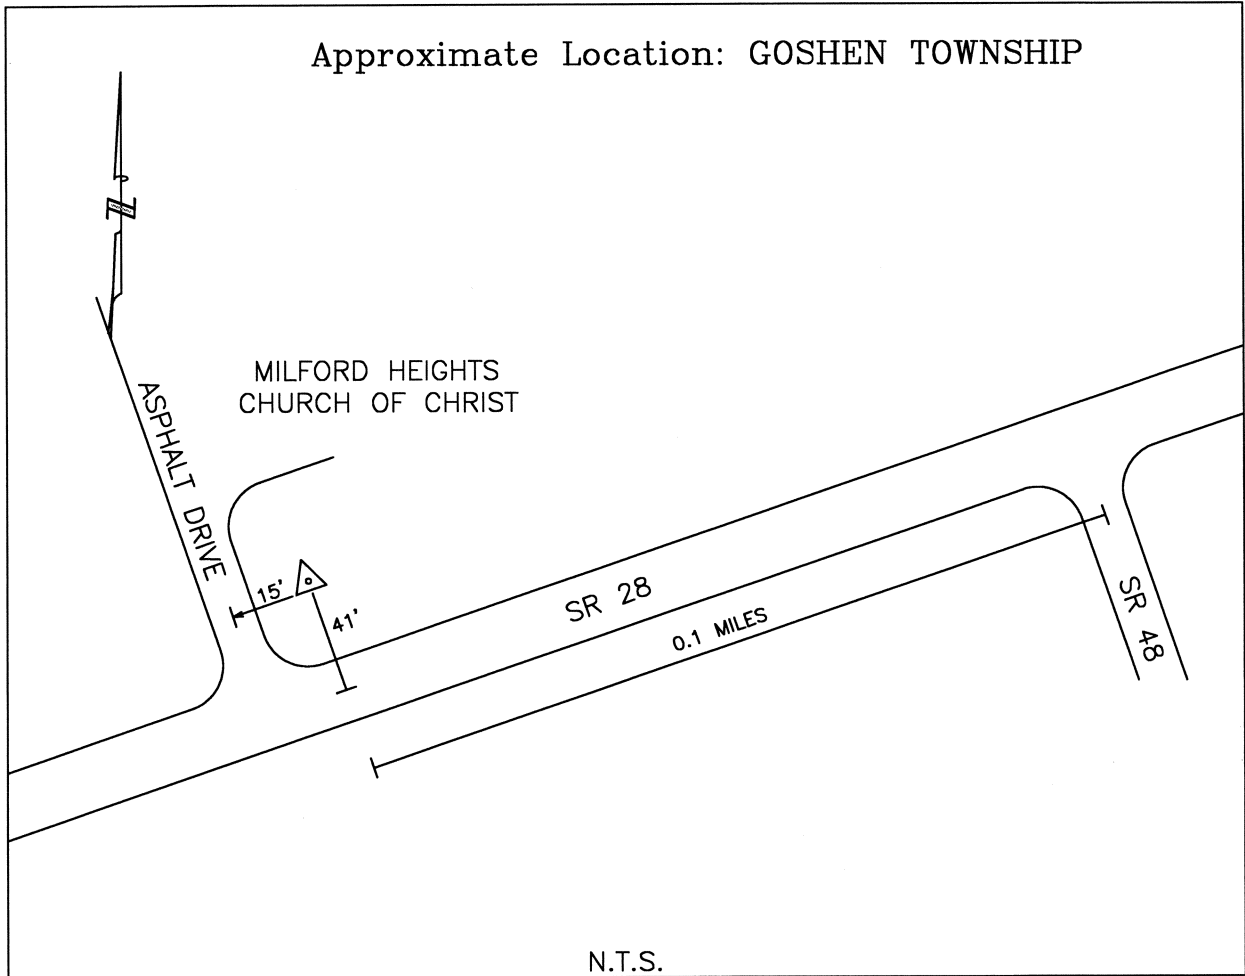 Approximate Location: GOSHEN TOWNSHIP
N
MILFORD HEIGHTS
CHURCH OF CHRIST
ASPHALT DRIVE
15'
41'
SR 28
0.1 MILES
SR 48
N.T.S.